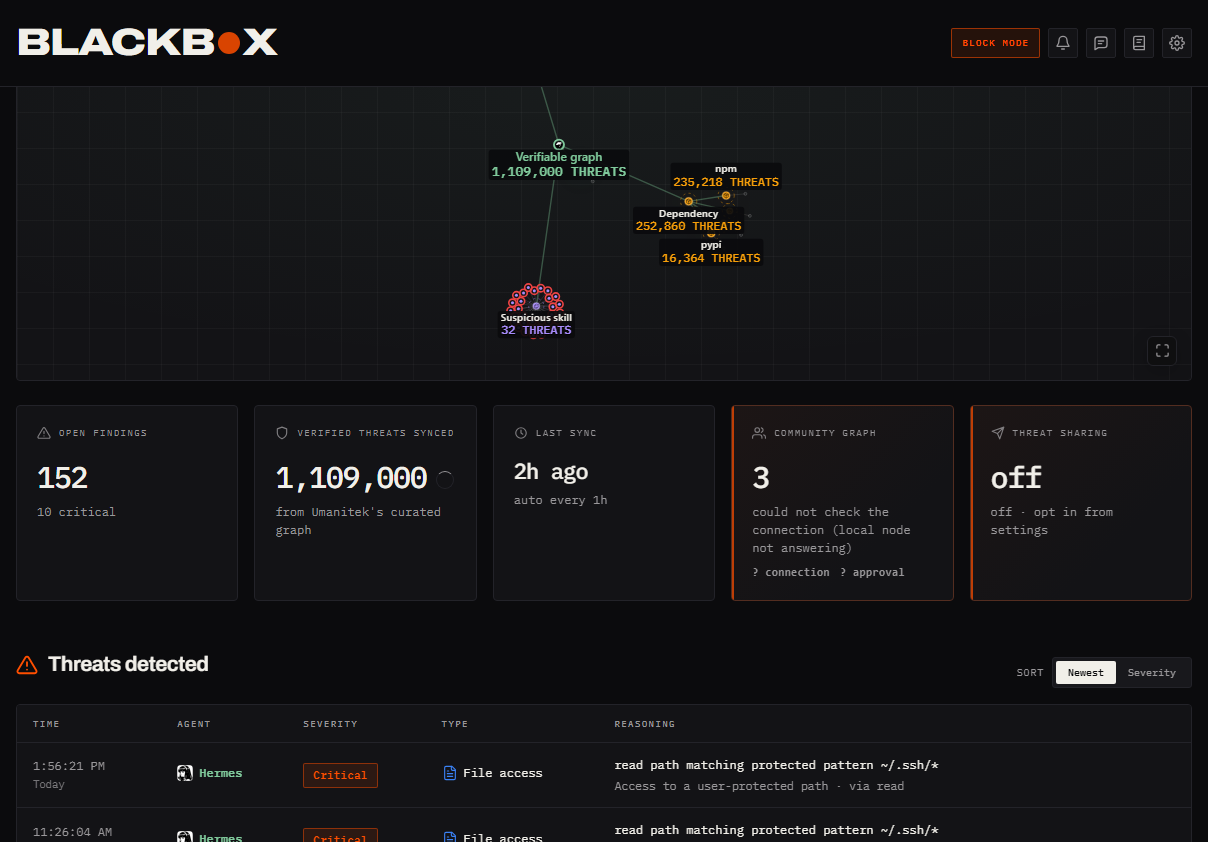 BLACKBOX
BLOCK MODE
Verifiable graph
1,109,000 THREATS
npm
235,218 THREATS
Dependency
252,860 THREATS
pypi
16,364 THREATS
Suspicious skill
32 THREATS
OPEN FINDINGS
152
10 critical
VERIFIED THREATS SYNCED
1,109,000
from Umanitek's curated
graph
LAST SYNC
2h ago
auto every 1h
COMMUNITY GRAPH
3
could not check the
connection (local node
not answering)
? connection ? approval
THREAT SHARING
off
off · opt in from
settings
Threats detected
SORT Newest Severity
TIME AGENT SEVERITY TYPE REASONING
1:56:21 PM
Today
Hermes
Critical
File access
read path matching protected pattern ~/.ssh/*
Access to a user-protected path · via read
11:26:04 AM
Hermes
Critical
File access
read path matching protected pattern ~/.ssh/*